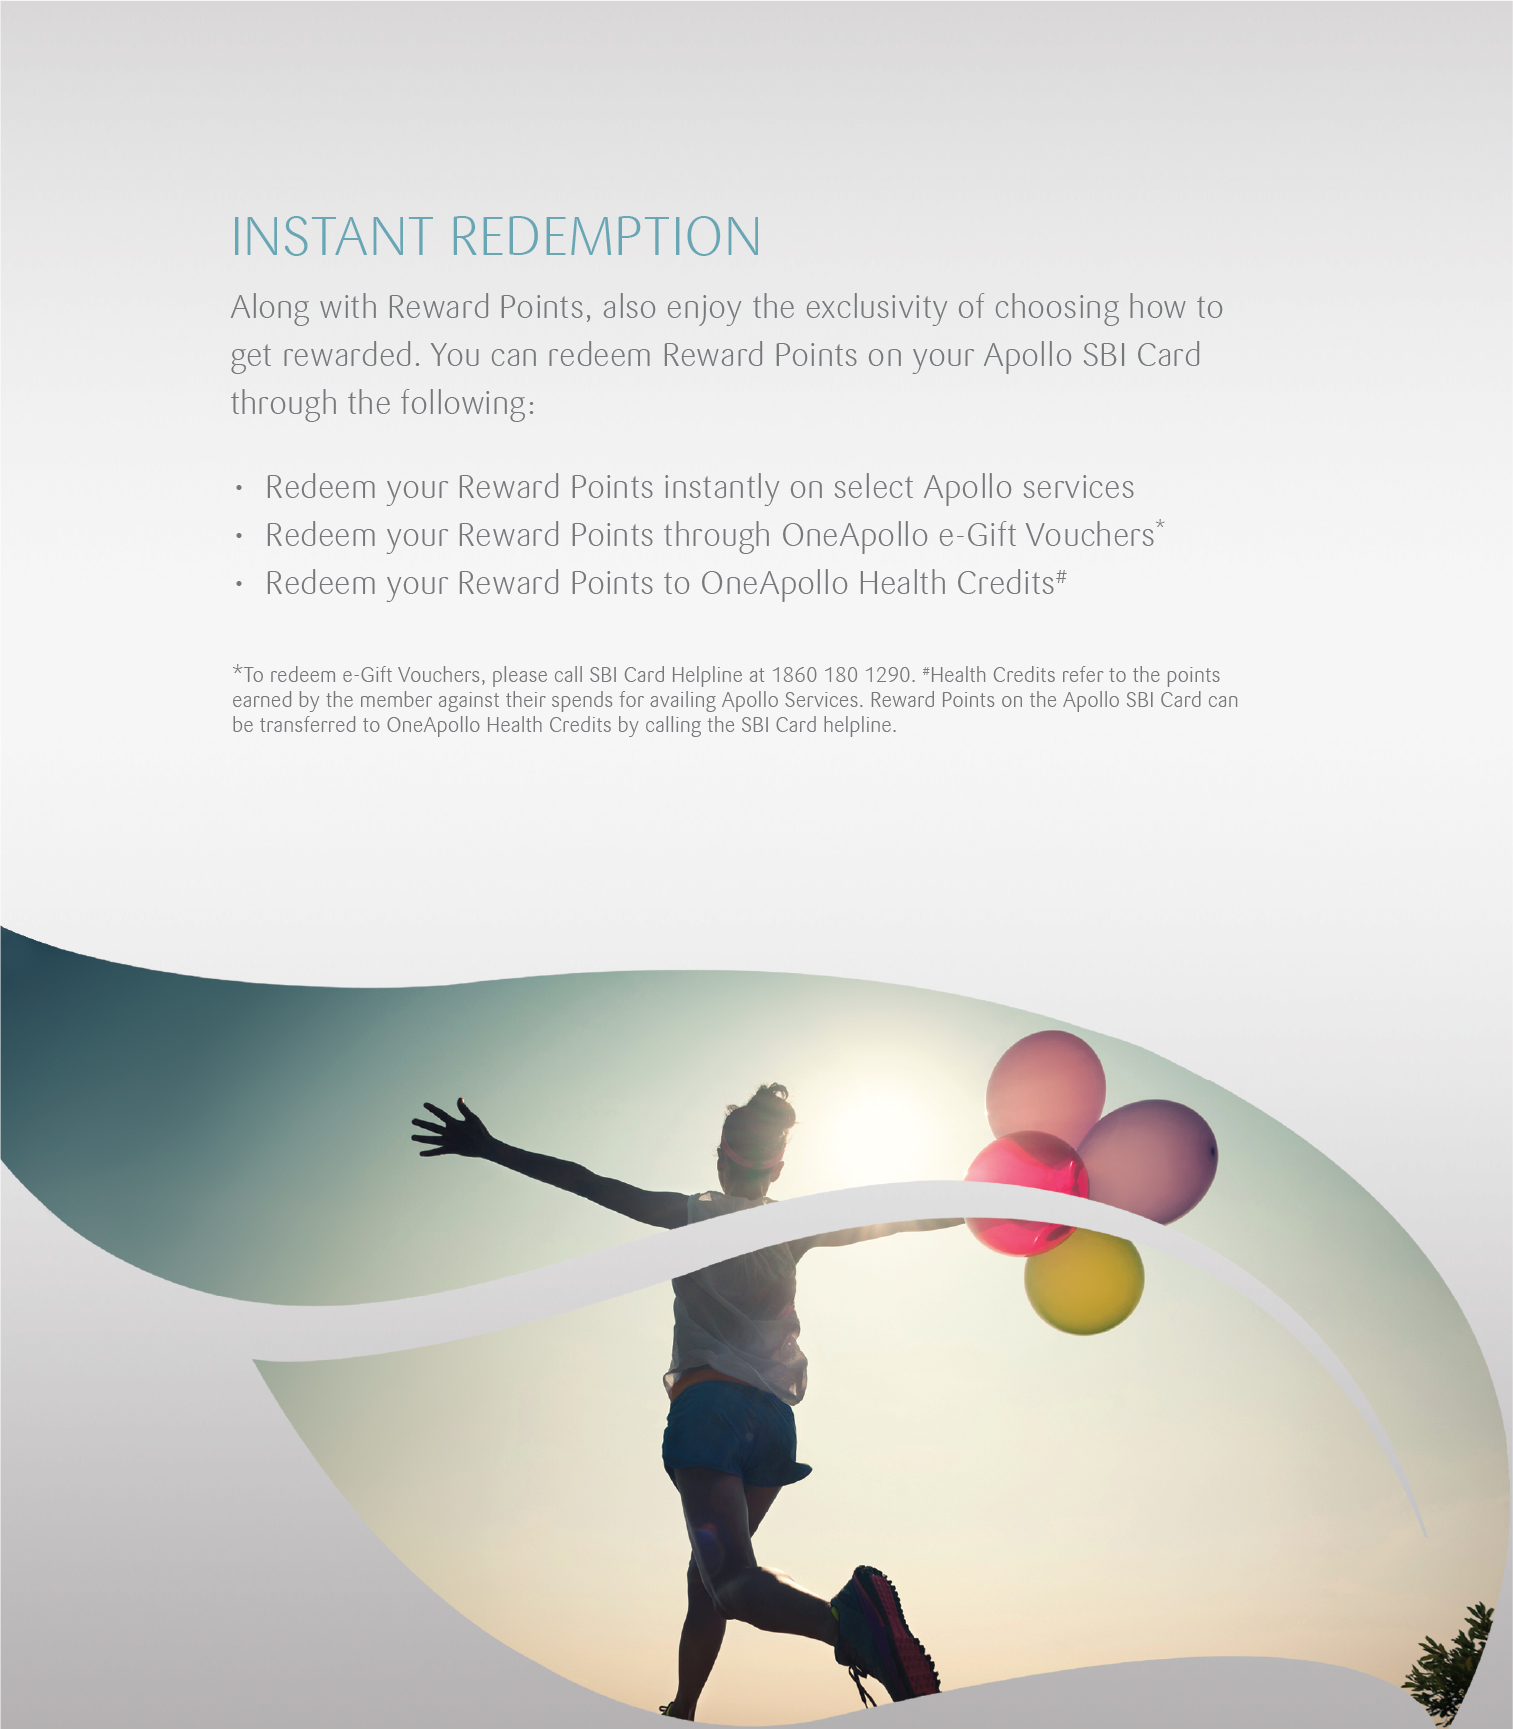 INSTANT REDEMPTION
Along with Reward Points, also enjoy the exclusivity of choosing how to
get rewarded. You can redeem Reward Points on your Apollo SBI Card
through the following:
• Redeem your Reward Points instantly on select Apollo services
• Redeem your Reward Points through OneApollo e-Gift Vouchers*
• Redeem your Reward Points to OneApollo Health Credits#
*To redeem e-Gift Vouchers, please call SBI Card Helpline at 1860 180 1290. #Health Credits refer to the points
earned by the member against their spends for availing Apollo Services. Reward Points on the Apollo SBI Card can
be transferred to OneApollo Health Credits by calling the SBI Card helpline.